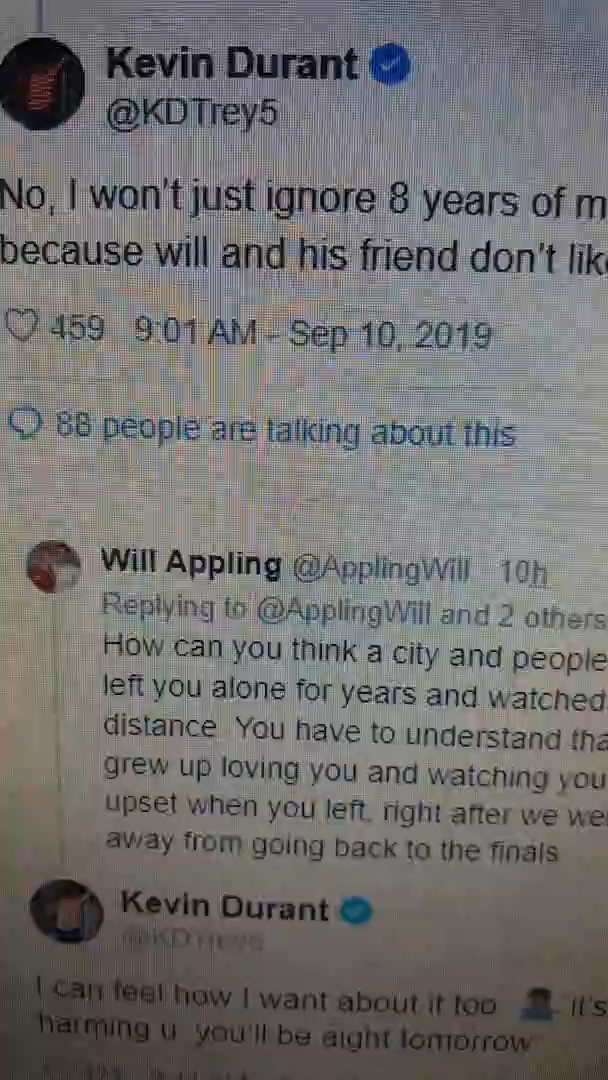 Kevin Durant
@KDTrey5
No, I won't just ignore 8 years of m
because will and his friend don't lik
459 9:01 AM - Sep 10, 2019
88 people are talking about this
Will Appling @ApplingWill 10h
Replying to @ApplingWill and 2 others
How can you think a city and people
left you alone for years and watched
distance. You have to understand tha
grew up loving you and watching you
upset when you left, right after we we
away from going back to the finals
Kevin Durant
@KDTrey5
I can feel how I want about it too it's
harming u you'll be aight tomorrow